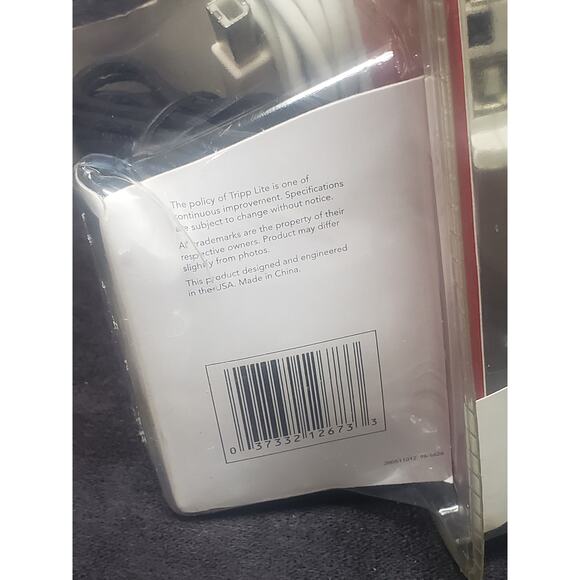 The policy of Tripp Lite is one of
continuous improvement. Specifications
are subject to change without notice.
All trademarks are the property of their
respective owners. Product may differ
slightly from photos.
This product designed and engineered
in the USA. Made in China.
0 37332 12673 3